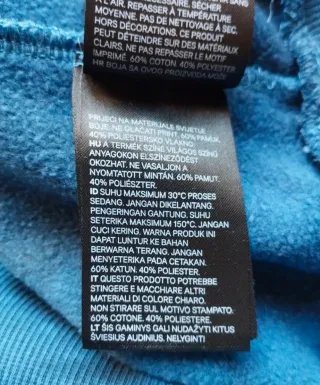 NÉCESSAIRE. SÉCHER
À L'AIR. REPASSER À TEMPÉRATURE
MOYENNE. PAS DE NETTOYAGE À SEC.
HORS DÉCORATIONS. CE PRODUIT
PEUT DÉTEINDRE SUR DES MATÉRIAUX
CLAIRS. NE PAS REPASSER LE MOTIF
IMPRIMÉ. 60% COTON. 40% POLYESTER
HR BOJA SA OVOG PROIZVODA MOŽE
PRIJEĆI NA MATERIJALE SVIJETLE
BOJE. NE GLAČATI PRINT. 60% PAMUK.
40% POLIESTERSKO VLAKNO
HU A TERMÉK SZÍNE VILÁGOS SZÍNŰ
ANYAGOKON ELSZÍNEZŐDÉST
OKOZHAT. NE VASALJON A
NYOMTATOTT MINTÁN. 60% PAMUT.
40% POLIÉSZTER.
ID SUHU MAKSIMUM 30°C PROSES
SEDANG. JANGAN DIKELANTANG.
PENGERINGAN GANTUNG. SUHU
SETERIKA MAKSIMUM 150°C. JANGAN
CUCI KERING. WARNA PRODUK INI
DAPAT LUNTUR KE BAHAN
BERWARNA TERANG. JANGAN
MENYETERIKA PADA CETAKAN.
60% KATUN. 40% POLIESTER.
IT QUESTO PRODOTTO POTREBBE
STINGERE E MACCHIARE ALTRI
MATERIALI DI COLORE CHIARO.
NON STIRARE SUL MOTIVO STAMPATO.
60% COTONE. 40% POLIESTERE.
LT ŠIS GAMINYS GALI NUDAŽYTI KITUS
ŠVIESIUS AUDINIUS. NELYGINTI